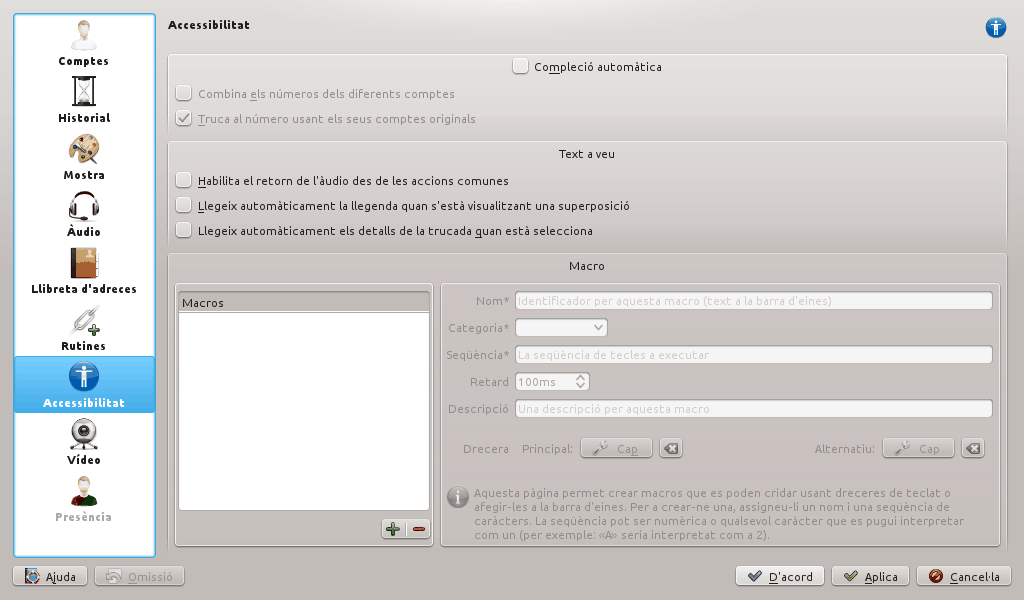 Accessibilitat
Comptes
Historial
Mostra
Àudio
Llibreta d'adreces
Rutines
Accessibilitat
Vídeo
Presència
Compleció automàtica
Combina els números dels diferents comptes
Truca al número usant els seus comptes originals
Text a veu
Habilita el retorn de l'àudio des de les accions comunes
Llegeix automàticament la llegenda quan s'està visualitzant una superposició
Llegeix automàticament els detalls de la trucada quan està selecciona
Macro
Macros
Nom* Identificador per aquesta macro (text a la barra d'eines)
Categoria*
Seqüència* La seqüència de tecles a executar
Retard 100ms
Descripció Una descripció per aquesta macro
Drecera Principal: Cap Alternatiu: Cap
Aquesta pàgina permet crear macros que es poden cridar usant dreceres de teclat o
afegir-les a la barra d'eines. Per a crear-ne una, assigneu-li un nom i una seqüència de
caràcters. La seqüència pot ser numèrica o qualsevol caràcter que es pugui interpretar
com un (per exemple: «A» seria interpretat com a 2).
Ajuda Omissió D'acord Aplica Cancel·la